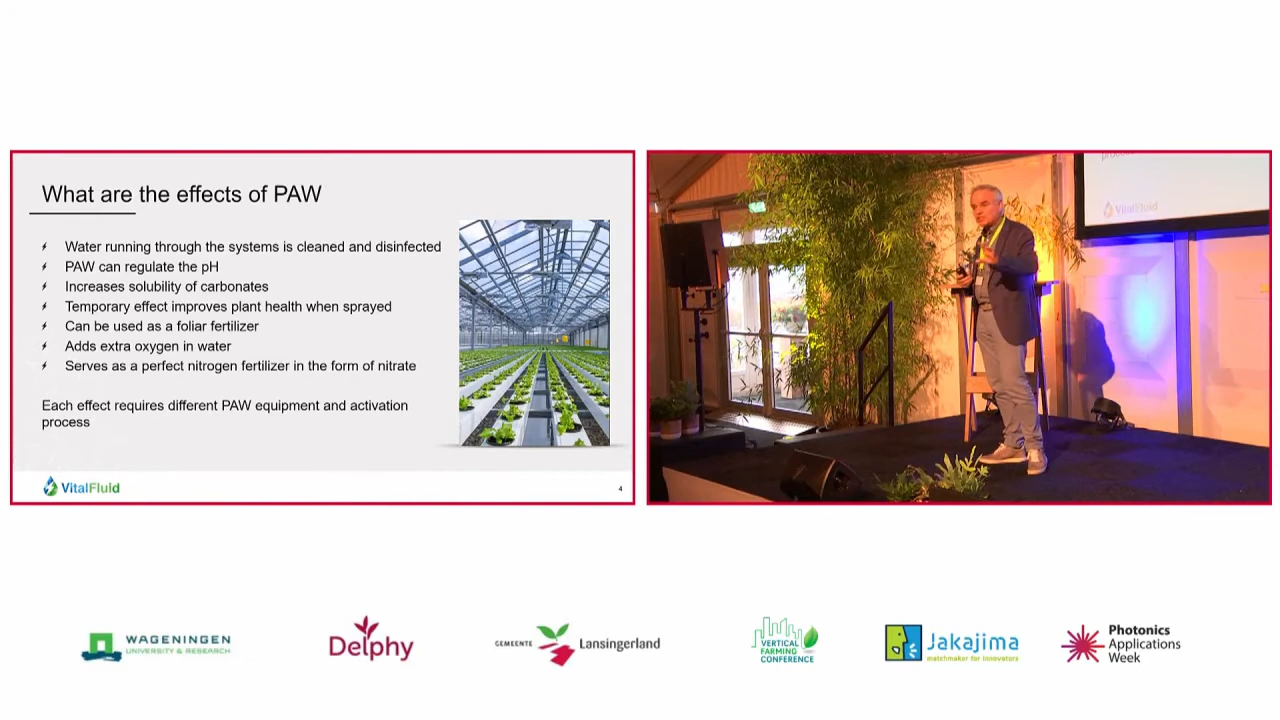 What are the effects of PAW
Water running through the systems is cleaned and disinfected
PAW can regulate the pH
Increases solubility of carbonates
Temporary effect improves plant health when sprayed
Can be used as a foliar fertilizer
Adds extra oxygen in water
Serves as a perfect nitrogen fertilizer in the form of nitrate
Each effect requires different PAW equipment and activation
process
VitalFluid
4
VitalFluid
WAGENINGEN
UNIVERSITY & RESEARCH
Delphy
GEMEENTE Lansingerland
VERTICAL
FARMING
CONFERENCE
Jakajima
matchmaker for innovators
Photonics
Applications
Week